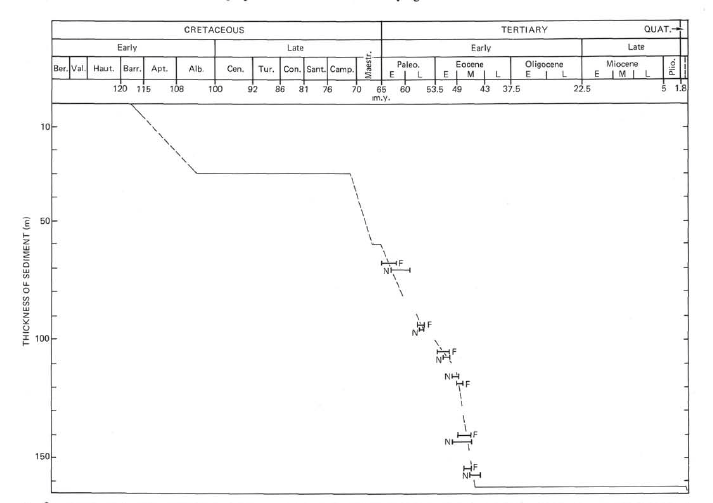 CRETACEOUS TERTIARY QUAT.
Early Late Early Late
Ber. Val. Haut. Barr. Apt. Alb. Cen. Tur. Con. Sant. Camp. Maestr. Paleo. Eocene Oligocene Miocene Plio.
E L E M L E L E M L
120 115 108 100 92 86 81 76 70 65 60 53.5 49 43 37.5 22.5 5 1.8
m.y.
THICKNESS OF SEDIMENT (m)
10
50
100
150
F
N
F
N
F
N
N
F
F
N
F
N